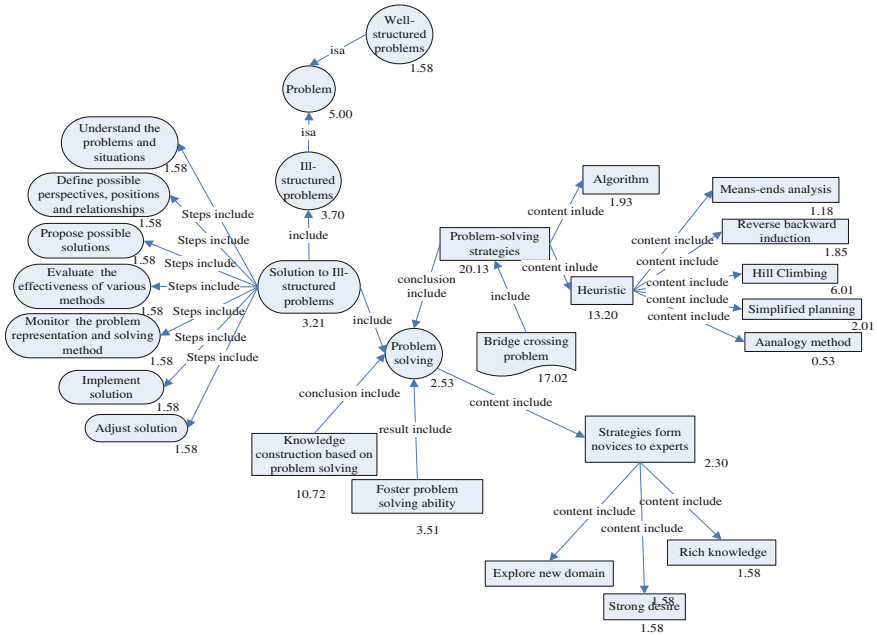 Well-
structured
problems
1.58
isa
Problem
5.00
isa
Ill-
structured
problems
3.70
include
Understand the
problems and
situations
1.58
Define possible
perspectives, positions
and relationships
1.58
Steps include
Propose possible
solutions
1.58
Steps include
Steps include
Evaluate the
effectiveness of various
methods
1.58
Steps include
Monitor the problem
representation and solving
method
1.58
Steps include
Steps include
Implement
solution
1.58
Steps include
Adjust solution
1.58
Solution to Ill-
structured
problems
3.21
include
Problem
solving
2.53
conclusion
include
Problem-solving
strategies
20.13
content inlude
Algorithm
1.93
content inlude
Heuristic
13.20
include
Bridge crossing
problem
17.02
content include
Means-ends analysis
1.18
content include
Reverse backward
induction
1.85
content include
Hill Climbing
6.01
content include
Simplified planning
2.01
content include
Aanalogy method
0.53
conclusion include
Knowledge
construction based on
problem solving
10.72
result include
Foster problem
solving ability
3.51
content include
Strategies form
novices to experts
2.30
content include
content include
content include
Explore new domain
1.58
Strong desire
1.58
Rich knowledge
1.58